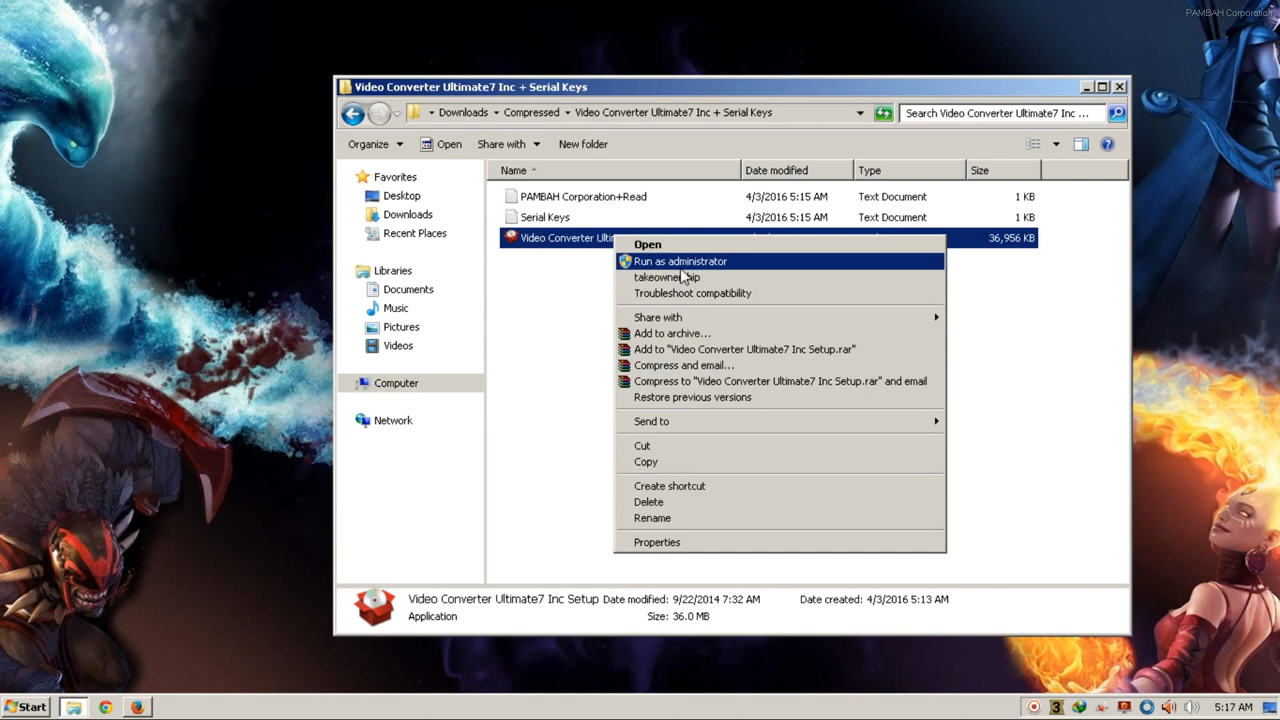 PAMBAH Corporation
Video Converter Ultimate7 Inc + Serial Keys
Downloads Compressed Video Converter Ultimate7 Inc + Serial Keys
Search Video Converter Ultimate7 Inc ...
Organize Open Share with New folder
Favorites
Desktop
Downloads
Recent Places
Libraries
Documents
Music
Pictures
Videos
Computer
Network
Name Date modified Type Size
PAMBAH Corporation+Read 4/3/2016 5:15 AM Text Document 1 KB
Serial Keys 4/3/2016 5:15 AM Text Document 1 KB
Video Converter 36,956 KB
Open
Run as administrator
Troubleshoot compatibility
Share with
Add to archive...
Add to "Video Converter Ultimate7 Inc Setup.rar"
Compress and email...
Compress to "Video Converter Ultimate7 Inc Setup.rar" and email
Restore previous versions
Send to
Cut
Copy
Create shortcut
Delete
Rename
Properties
Video Converter Ultimate7 Inc Setup Date modified: 9/22/2014 7:32 AM Date created: 4/3/2016 5:13 AM
Application Size: 36.0 MB
Start
5:17 AM